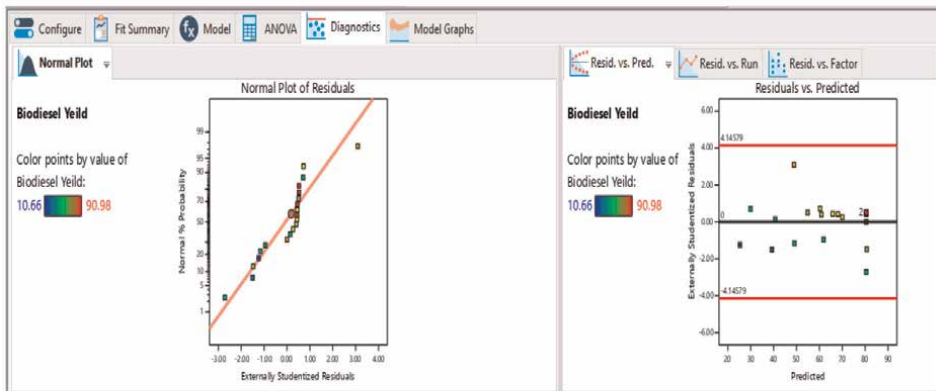 Configure Fit Summary fx Model ANOVA Diagnostics Model Graphs
Normal Plot
Normal Plot of Residuals
Biodiesel Yeild
Color points by value of
Biodiesel Yeild:
10.66 90.98
Normal % Probability
99
95
90
70
50
20
10
5
1
-3.00 -2.00 -1.00 0.00 1.00 2.00 3.00 4.00
Externally Studentized Residuals
Resid. vs. Pred. Resid. vs. Run Resid. vs. Factor
Residuals vs. Predicted
Biodiesel Yeild
Color points by value of
Biodiesel Yeild:
10.66 90.98
Externally Studentized Residuals
6.00
4.14579
4.00
2.00
2
0
0.00
-2.00
-4.00
-4.14579
-6.00
20 30 40 50 60 70 80 90
Predicted